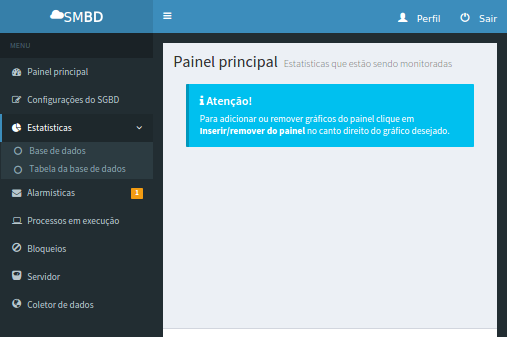 SMBD
Perfil
Sair
MENU
Painel principal
Configurações do SGBD
Estatísticas
Base de dados
Tabela da base de dados
Alarmísticas
1
Processos em execução
Bloqueios
Servidor
Coletor de dados
Painel principal Estatisticas que estão sendo monitoradas
Atenção!
Para adicionar ou remover gráficos do painel clique em
Inserir/remover do painel no canto direito do gráfico desejado.